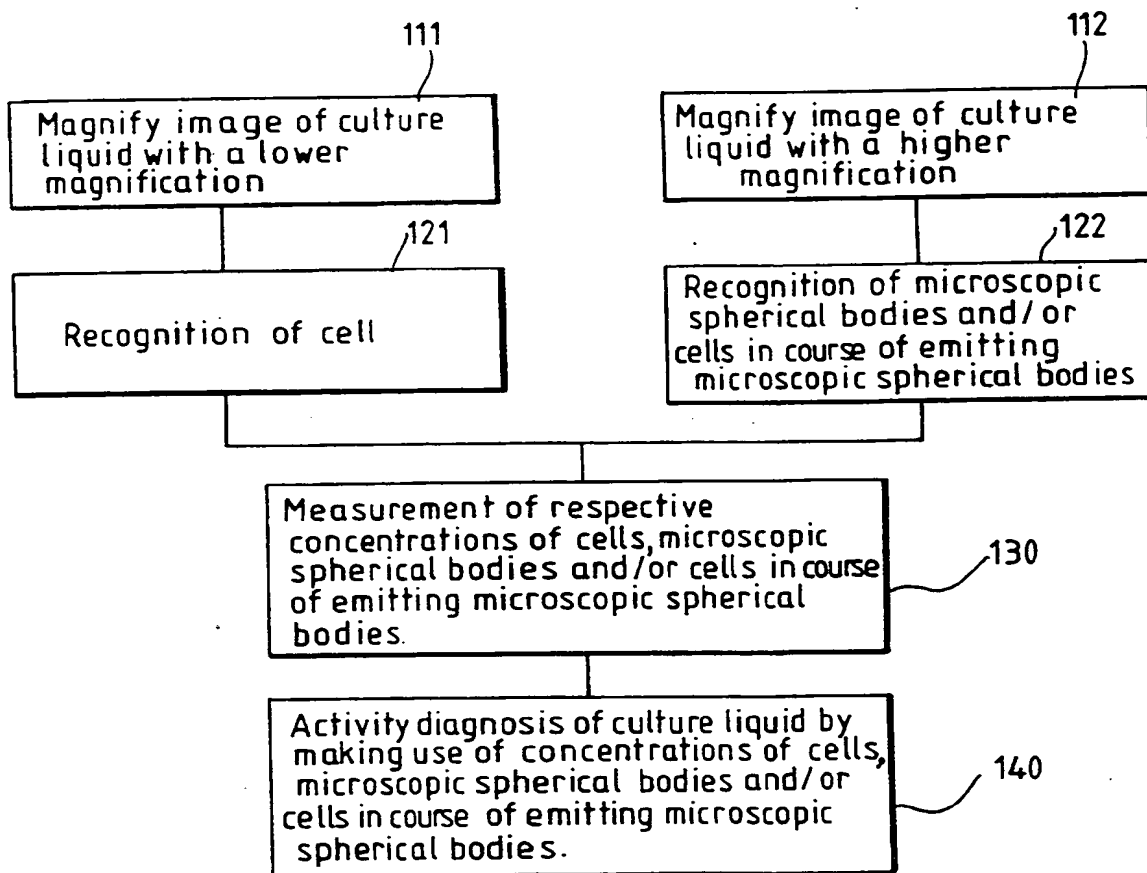 111
Magnify image of culture
liquid with a lower
magnification
112
Magnify image of culture
liquid with a higher
magnification
121
Recognition of cell
122
Recognition of microscopic
spherical bodies and/or
cells in course of emitting
microscopic spherical bodies
Measurement of respective
concentrations of cells, microscopic
spherical bodies and/or cells in course
of emitting microscopic spherical
bodies.
130
Activity diagnosis of culture liquid by
making use of concentrations of cells,
microscopic spherical bodies and/or
cells in course of emitting microscopic
spherical bodies.
140